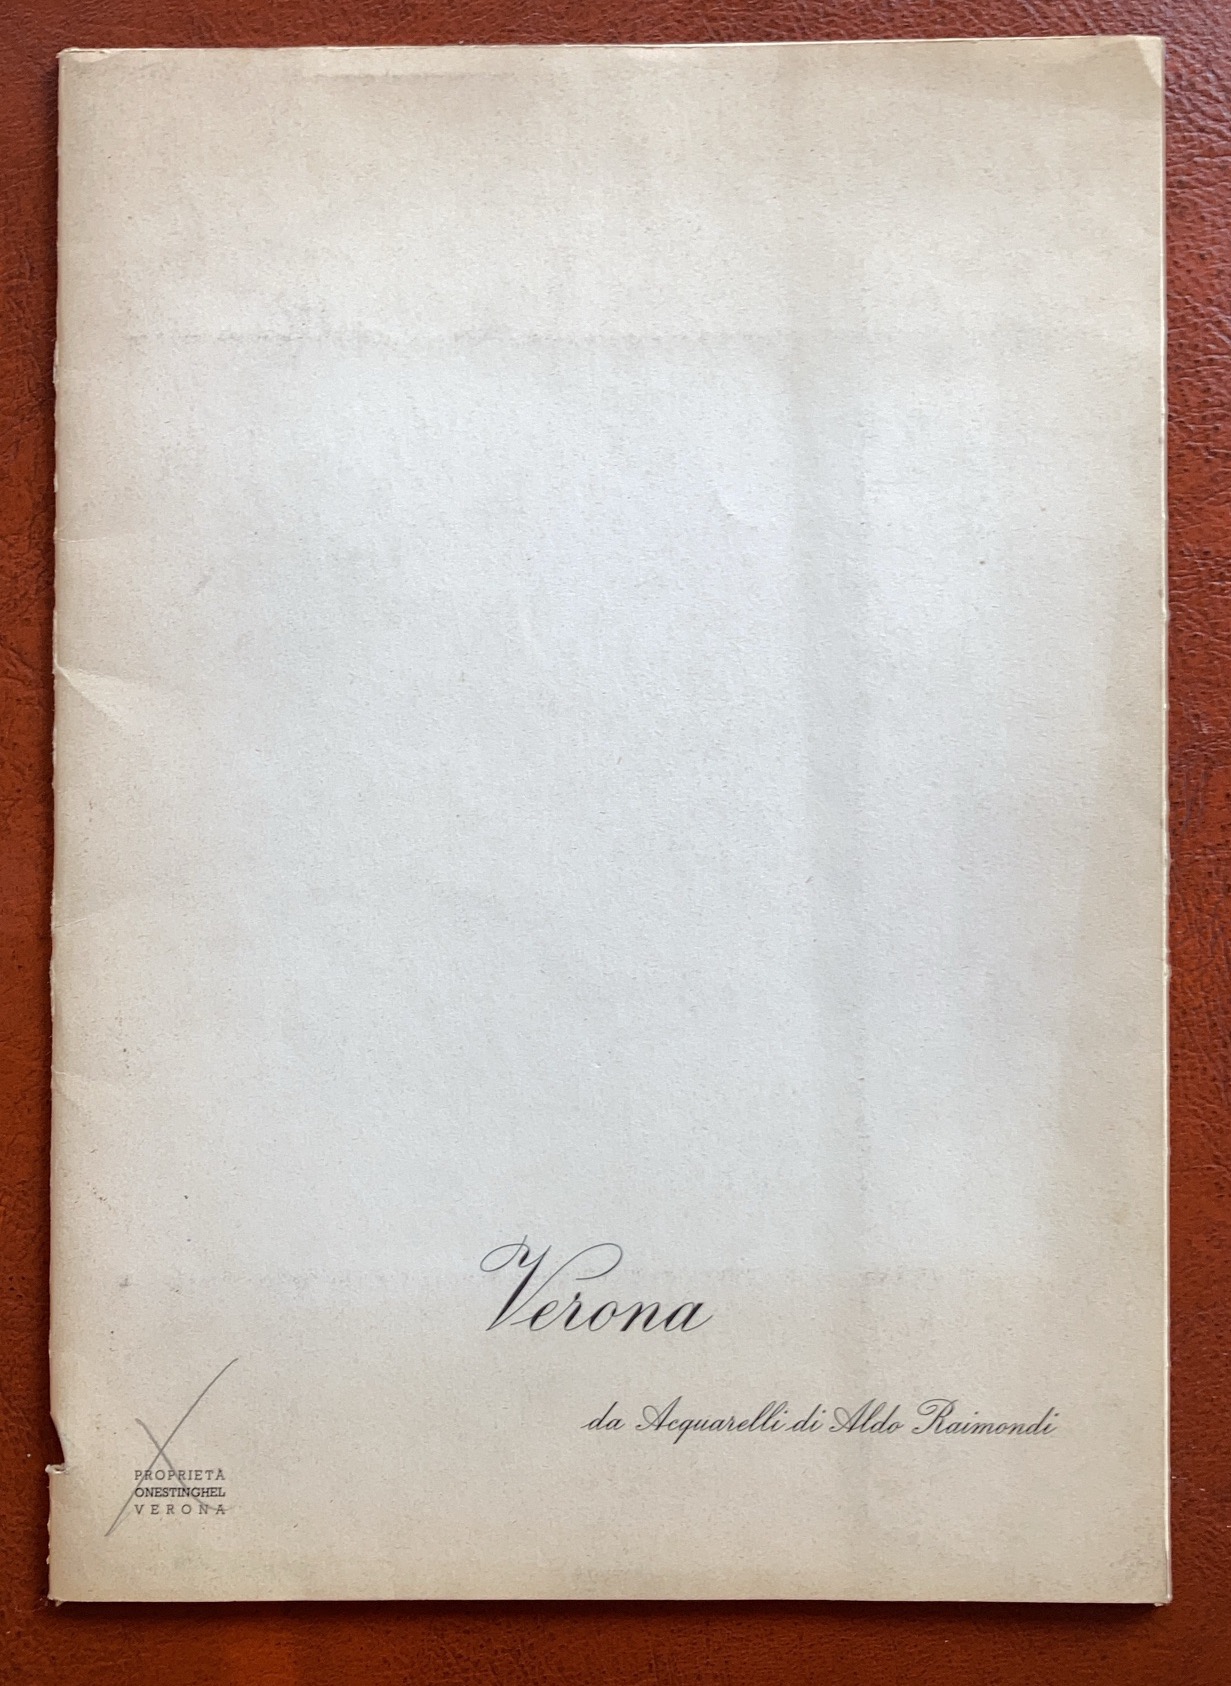 Verona
da Acquarelli di Aldo Raimondi
PROPRIETÀ
ONESTINGHEL
VERONA